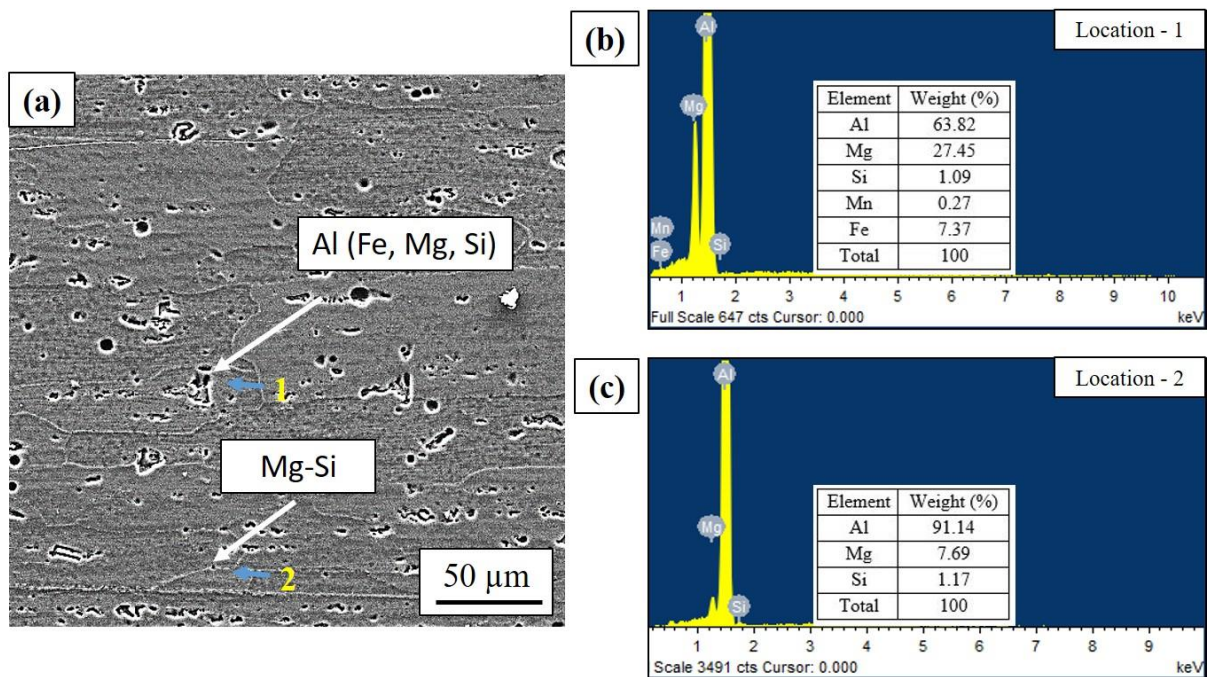 (a)
Al (Fe, Mg, Si)
1
Mg-Si
2
50 µm
(b)
Location - 1
Al
Mg
Mn
Fe
Si
Element Weight (%)
Al 63.82
Mg 27.45
Si 1.09
Mn 0.27
Fe 7.37
Total 100
1 2 3 4 5 6 7 8 9 10
Full Scale 647 cts Cursor: 0.000 keV
(c)
Location - 2
Al
Mg
Si
Element Weight (%)
Al 91.14
Mg 7.69
Si 1.17
Total 100
1 2 3 4 5 6 7 8 9
Scale 3491 cts Cursor: 0.000 keV